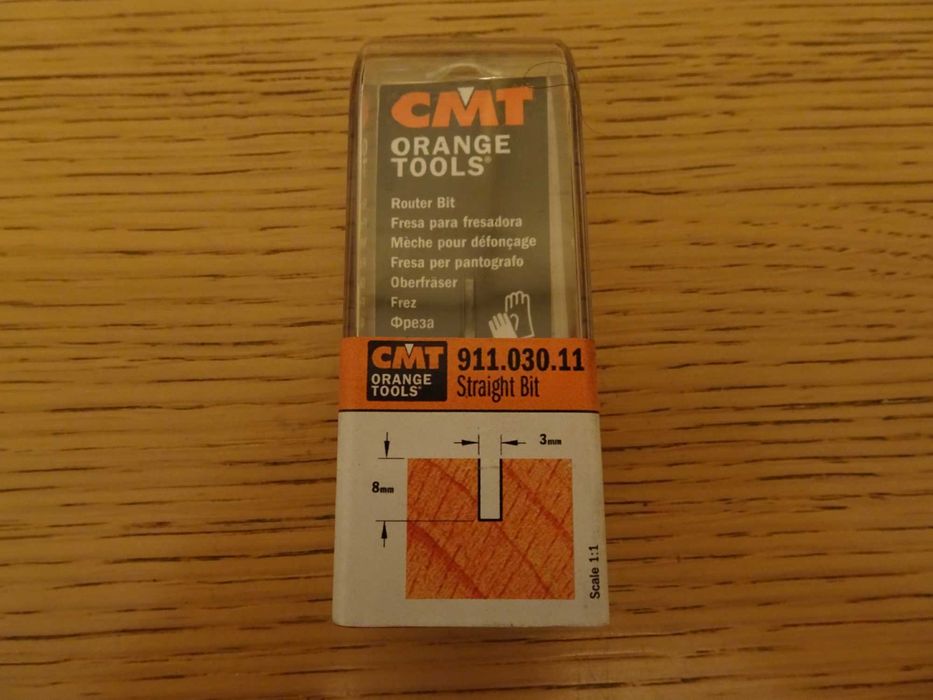 CMT
ORANGE
TOOLS®
Router Bit
Fresa para fresadora
Mèche pour défonçage
Fresa per pantografo
Oberfräser
Frez
Фреза
CMT
ORANGE
TOOLS®
911.030.11
Straight Bit
3mm
8mm
Scale 1:1